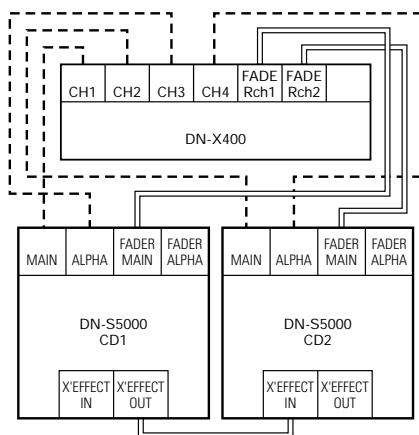 FADE FADE
CH1 CH2 CH3 CH4 Rch1 Rch2
DN-X400
MAIN ALPHA FADER MAIN FADER ALPHA
MAIN ALPHA FADER MAIN FADER ALPHA
DN-S5000
CD1
DN-S5000
CD2
X'EFFECT IN X'EFFECT OUT
X'EFFECT IN X'EFFECT OUT